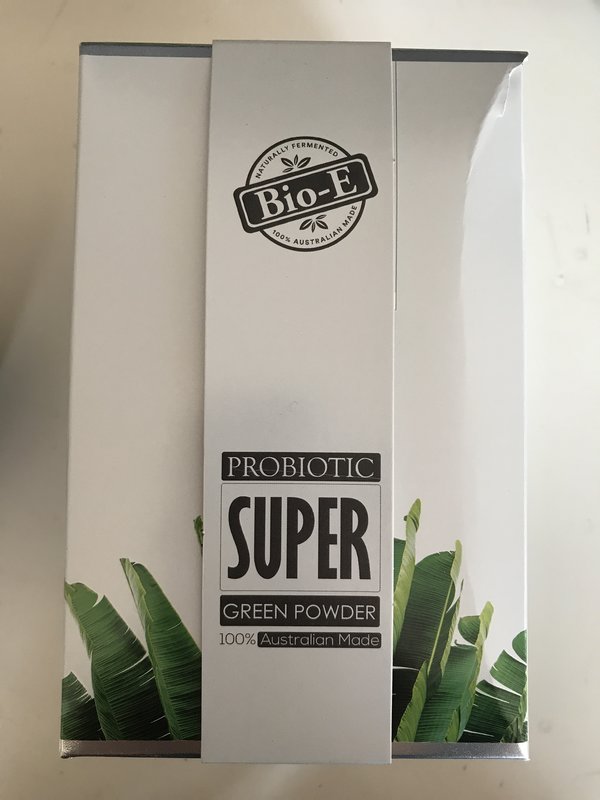 NATURALLY FERMENTED
Bio-E
100% AUSTRALIAN MADE
PROBIOTIC
SUPER
GREEN POWDER
100% Australian Made